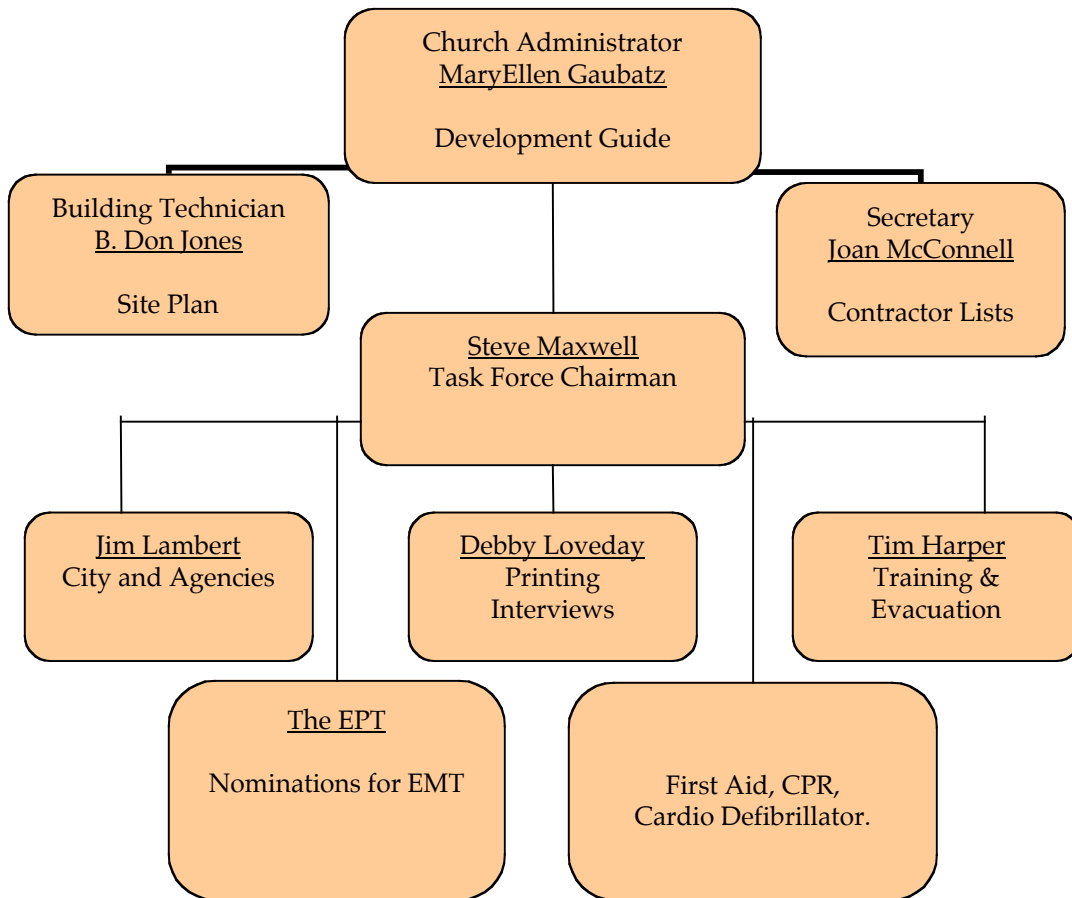 Church Administrator
MaryEllen Gaubatz
Development Guide
Building Technician
B. Don Jones
Site Plan
Secretary
Joan McConnell
Contractor Lists
Steve Maxwell
Task Force Chairman
Jim Lambert
City and Agencies
Debby Loveday
Printing
Interviews
Tim Harper
Training &
Evacuation
The EPT
Nominations for EMT
First Aid, CPR,
Cardio Defibrillator.